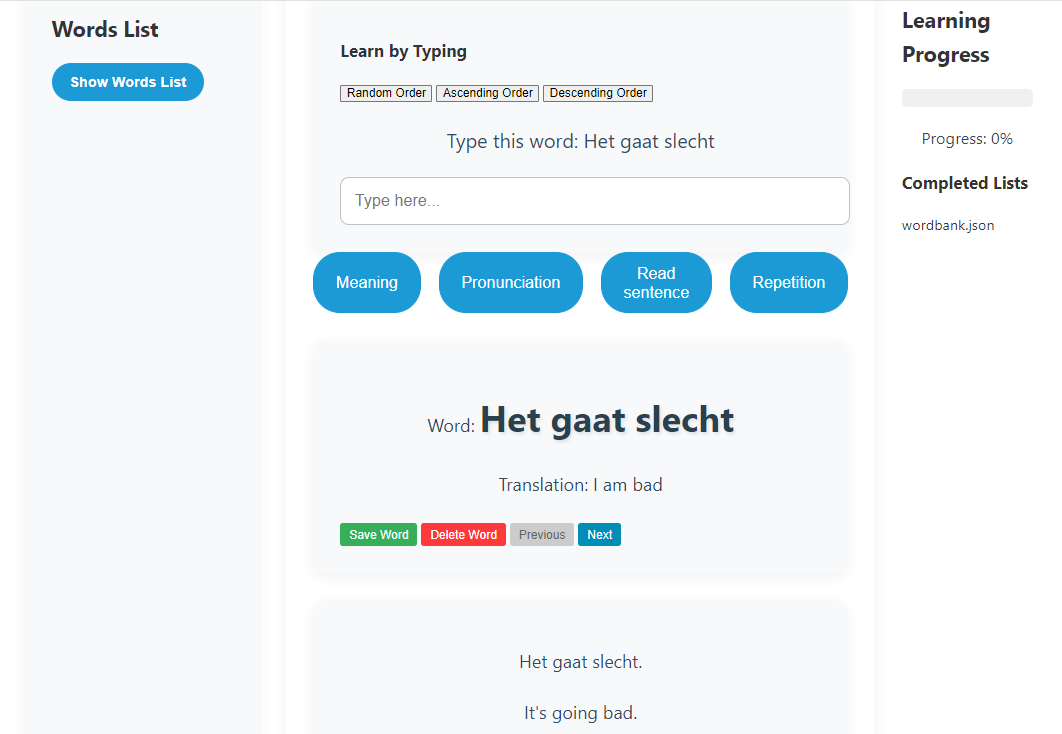 Words List
Show Words List
Learn by Typing
Random Order Ascending Order Descending Order
Type this word: Het gaat slecht
Type here...
Meaning
Pronunciation
Read
sentence
Repetition
Word: Het gaat slecht
Translation: I am bad
Save Word Delete Word Previous Next
Het gaat slecht.
It's going bad.
Learning
Progress
Progress: 0%
Completed Lists
wordbank.json